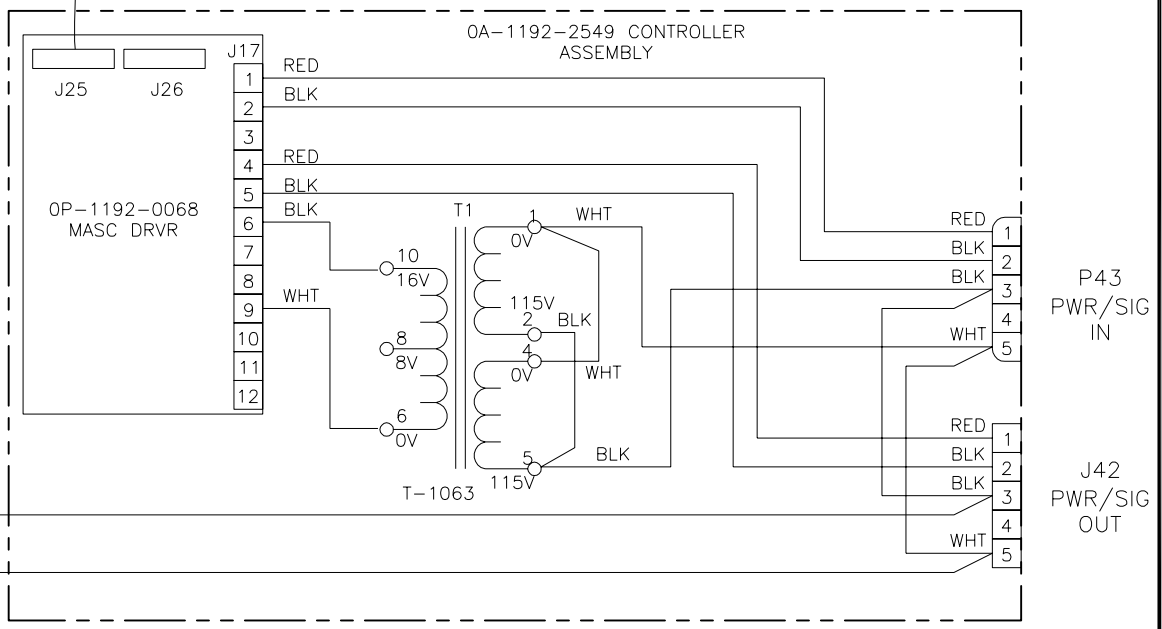 0A-1192-2549 CONTROLLER
ASSEMBLY
J25
J26
J17
1
2
3
4
5
6
7
8
9
10
11
12
RED
BLK
RED
BLK
BLK
WHT
0P-1192-0068
MASC DRVR
T1
10
16V
8
8V
6
0V
1
0V
115V
2
4
0V
5
115V
WHT
BLK
WHT
BLK
T-1063
RED
BLK
BLK
WHT
1
2
3
4
5
P43
PWR/SIG
IN
RED
BLK
BLK
WHT
1
2
3
4
5
J42
PWR/SIG
OUT